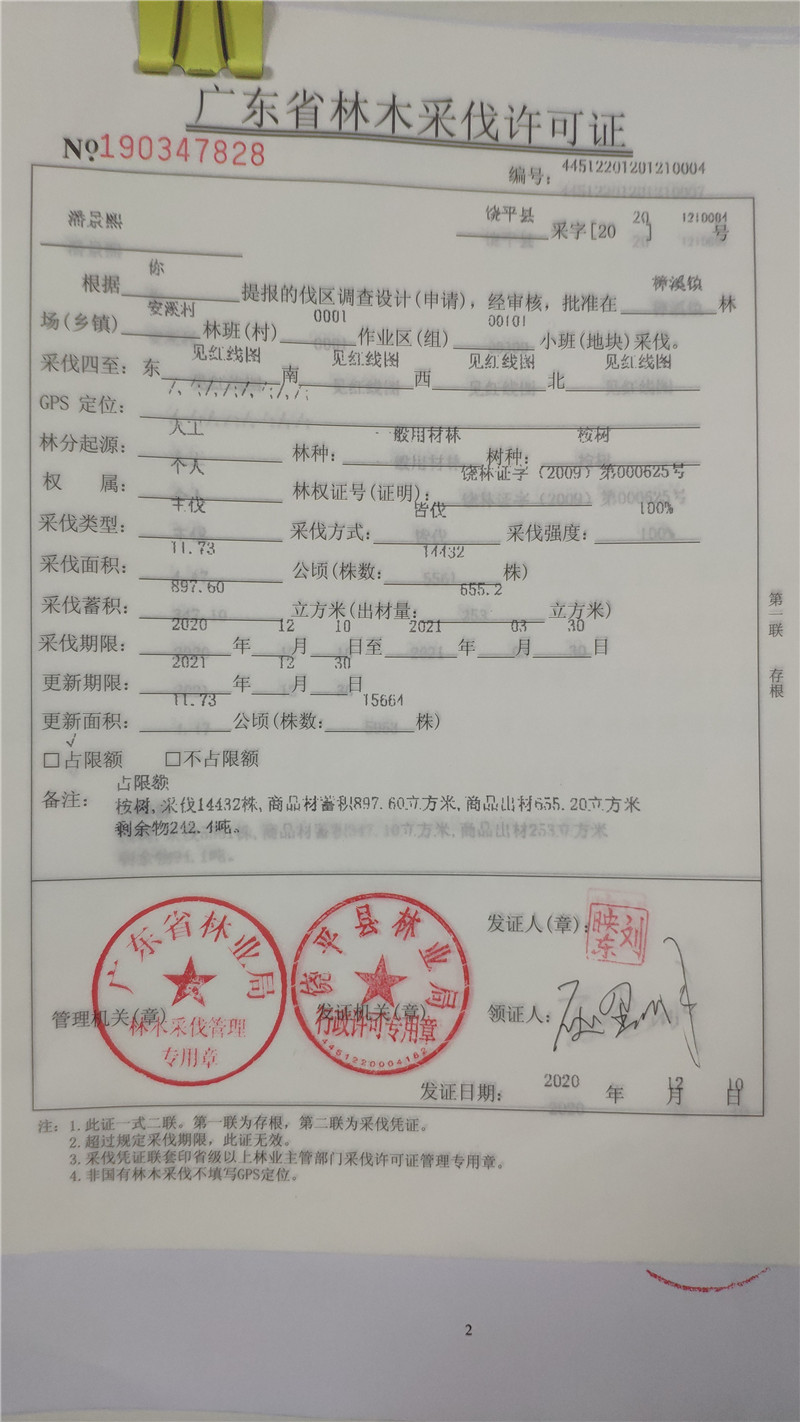 广东省林木采伐许可证
№190347828
编号：44512201201210004
饶平县 采字[20 20 ] 1210004 号
根据 你 提报的伐区调查设计(申请)，经审核，批准在 樟溪镇 林
场(乡镇) 安溪村 林班(村) 0001 作业区(组) 00101 小班(地块)采伐。
采伐四至：东 见红线图 南 见红线图 西 见红线图 北 见红线图
GPS 定位： /，/；/，/；/，/；/，/；
林分起源： 人工 林种： 一般用材林 树种： 桉树
权 属： 个人 林权证号(证明)： 饶林证字（2009）第000625号
采伐类型： 主伐 采伐方式： 皆伐 采伐强度： 100%
采伐面积： 11.73 公顷(株数： 14432 株)
采伐蓄积： 897.60 立方米(出材量： 655.2 立方米)
采伐期限： 2020 年 12 月 10 日至 2021 年 03 月 30 日
更新期限： 2021 年 12 月 30 日
更新面积： 11.73 公顷(株数： 15664 株)
√
□占限额 □不占限额
备注： 占限额
桉树,采伐14432株,商品材蓄积897.60立方米,商品出材655.20立方米
剩余物242.4吨。
第一联 存根
广东省林业局
林木采伐管理
专用章
管理机关(章)
饶平县林业局
行政许可专用章
发证机关(章)
发证人(章)： 刘映东
领证人：
发证日期： 2020 年 12 月 10 日
注：1.此证一式二联。第一联为存根，第二联为采伐凭证。
2.超过规定采伐期限，此证无效。
3.采伐凭证联套印省级以上林业主管部门采伐许可证管理专用章。
4.非国有林木采伐不填写GPS定位。
2